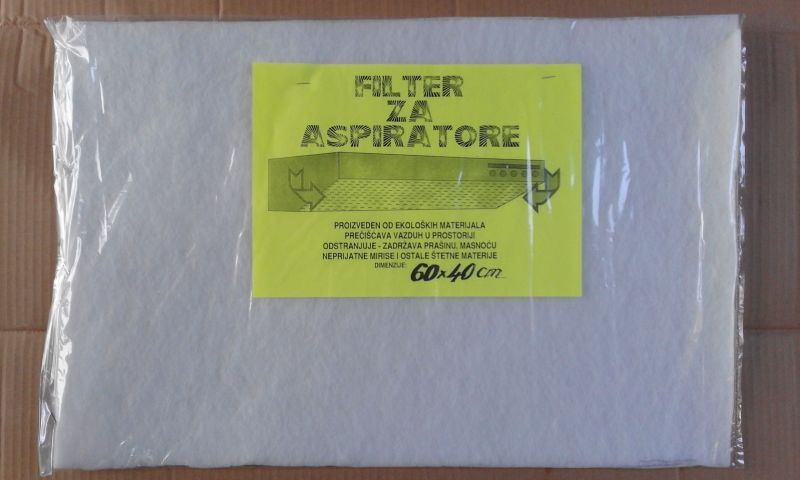 FILTER
ZA
ASPIRATORE
PROIZVEDEN OD EKOLOŠKIH MATERIJALA
PREČIŠĆAVA VAZDUH U PROSTORIJI
ODSTRANJUJE - ZADRŽAVA PRAŠINU, MASNOĆU
NEPRIJATNE MIRISE I OSTALE ŠTETNE MATERIJE
DIMENZIJE: 60x40 cm